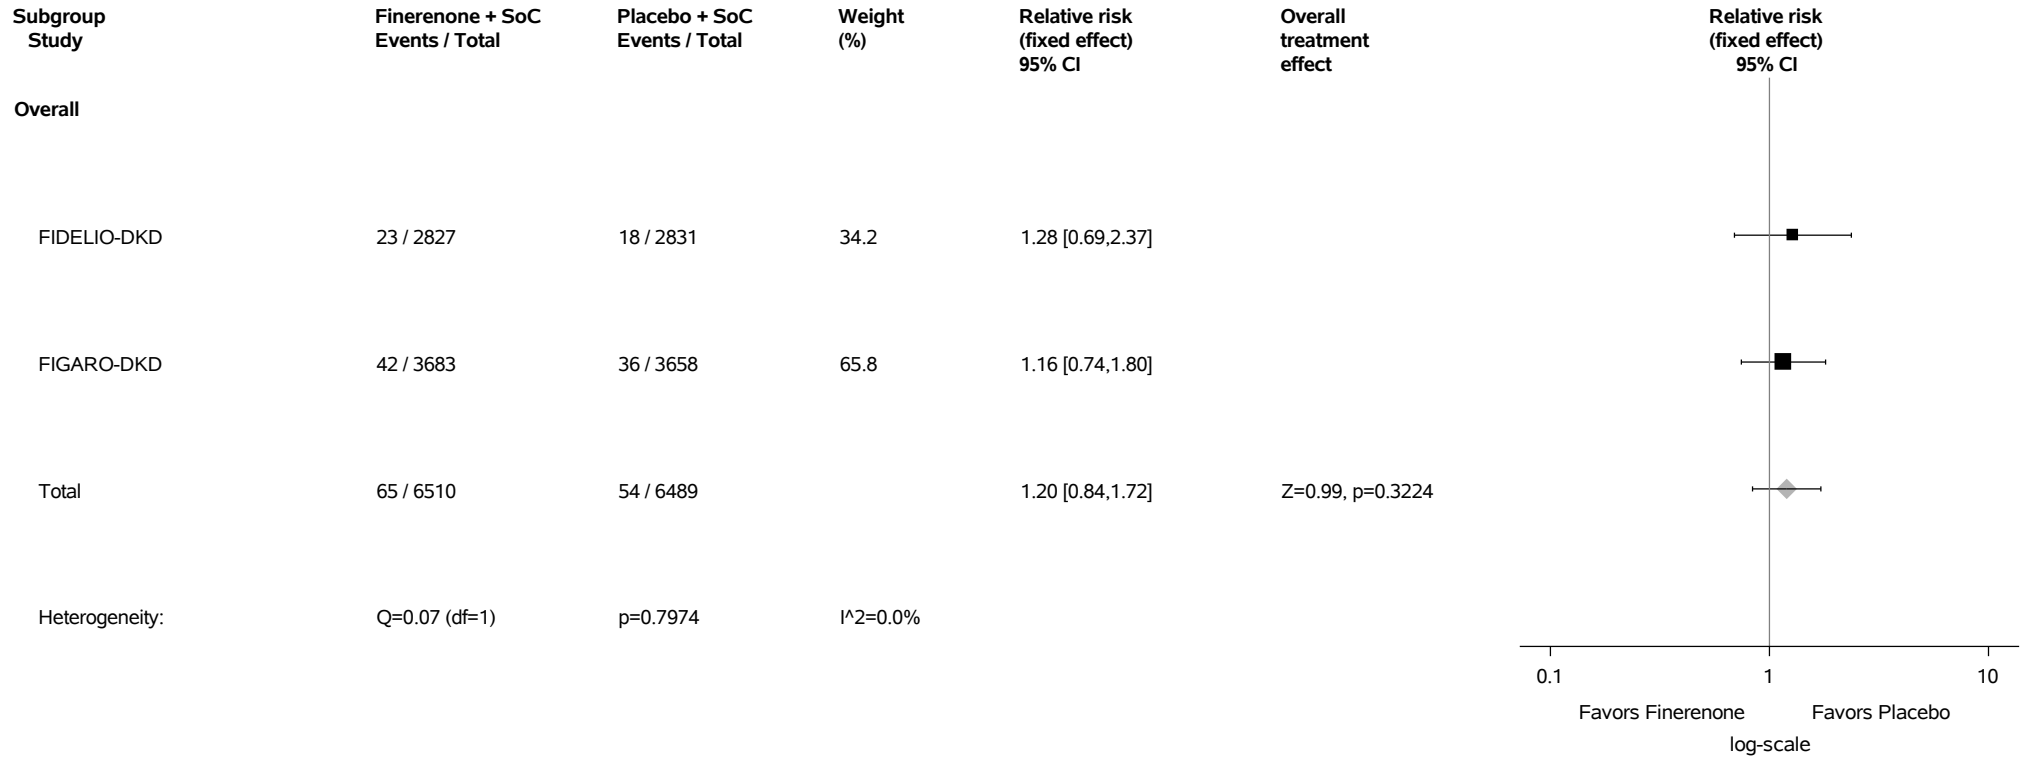 Subgroup Finerenone + SoC Placebo + SoC Weight Relative risk Overall Relative risk
Study Events / Total Events / Total (%) (fixed effect) treatment (fixed effect)
95% CI effect 95% CI
Overall
FIDELIO-DKD 23 / 2827 18 / 2831 34.2 1.28 [0.69,2.37]
FIGARO-DKD 42 / 3683 36 / 3658 65.8 1.16 [0.74,1.80]
Total 65 / 6510 54 / 6489 1.20 [0.84,1.72] Z=0.99, p=0.3224
Heterogeneity: Q=0.07 (df=1) p=0.7974 I^2=0.0%
0.1 1 10
Favors Finerenone Favors Placebo
log-scale